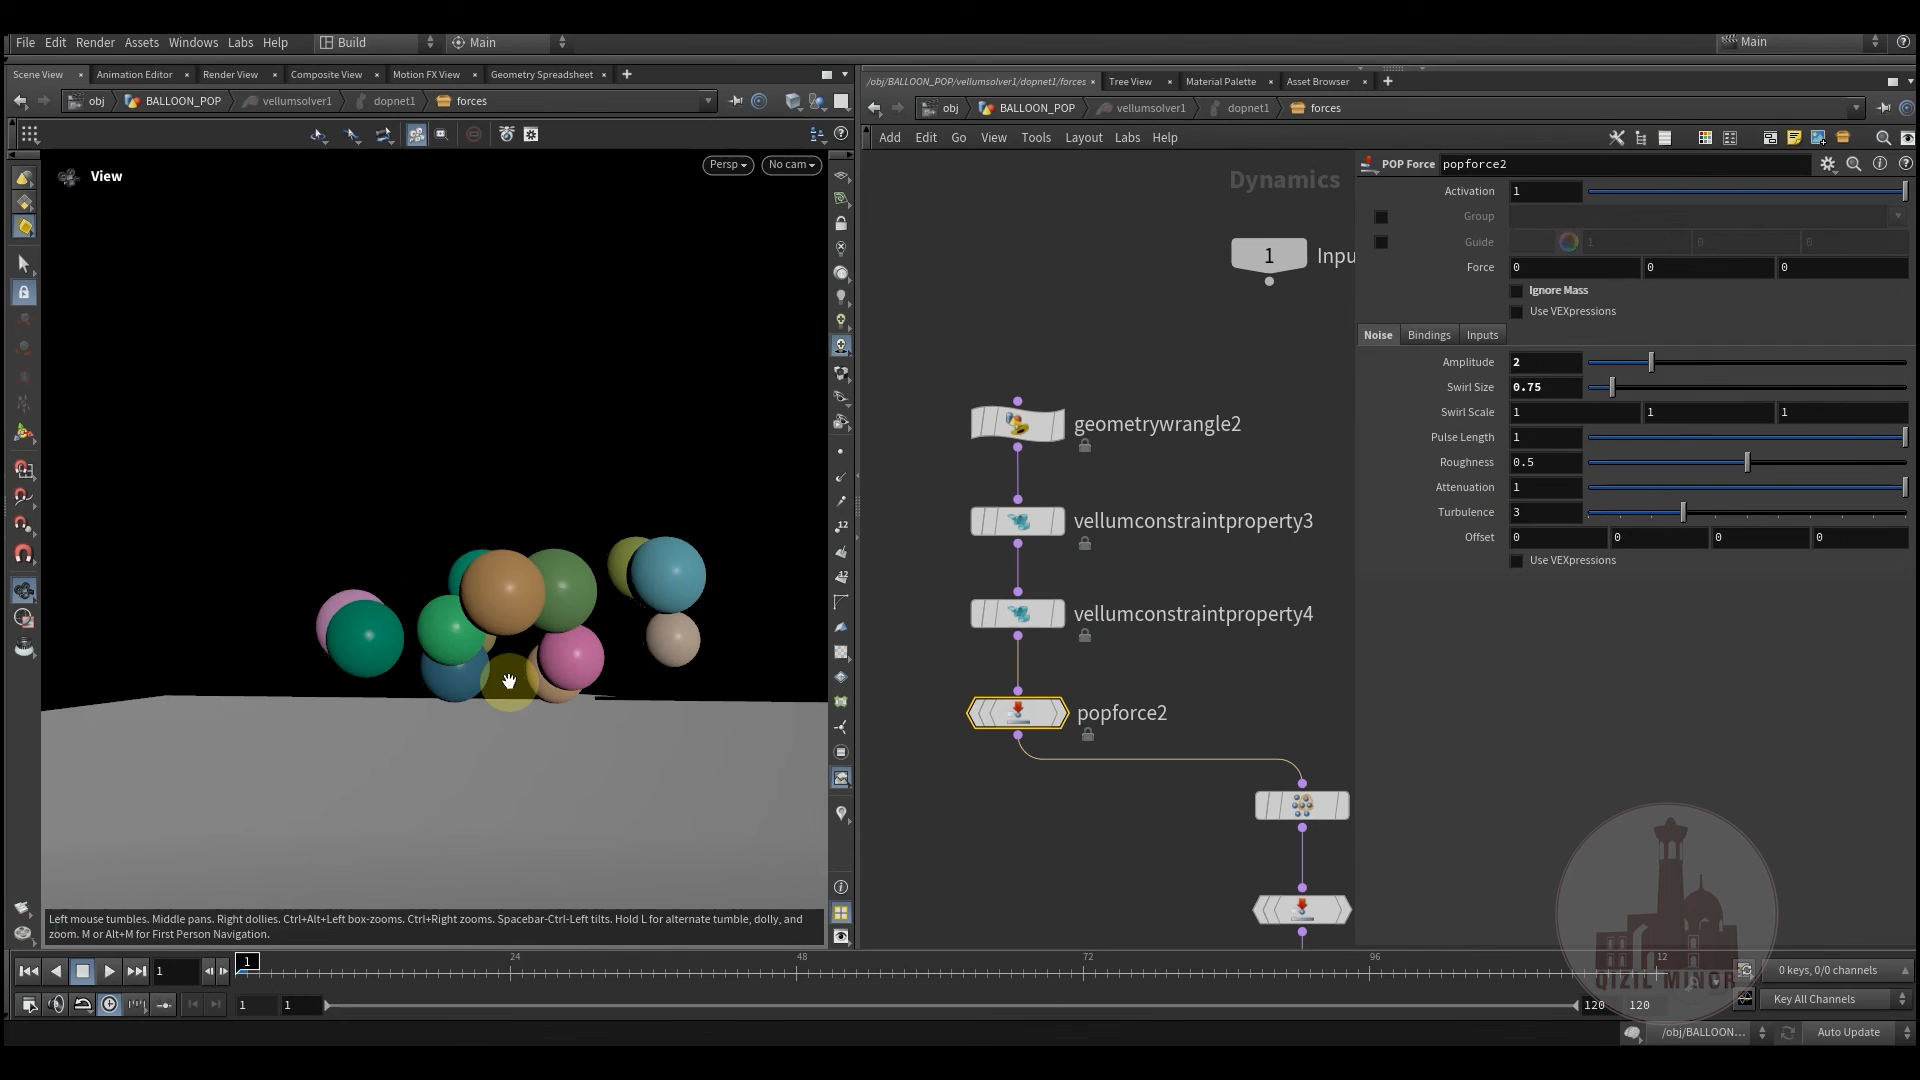 File Edit Render Assets Windows Labs Help Build Main Main
Scene View Animation Editor Render View Composite View Motion FX View Geometry Spreadsheet
/obj/BALLOON_POP/vellumsolver1/dopnet1/forces Tree View Material Palette Asset Browser
obj BALLOON_POP vellumsolver1 dopnet1 forces
obj BALLOON_POP vellumsolver1 dopnet1 forces
Add Edit Go View Tools Layout Labs Help
View
Persp
No cam
Dynamics
1
Inpu
geometrywrangle2
vellumconstraintproperty3
vellumconstraintproperty4
popforce2
POP Force popforce2
Activation 1
Group
Guide 1 0 0
Force 0 0 0
Ignore Mass
Use VEXpressions
Noise Bindings Inputs
Amplitude 2
Swirl Size 0.75
Swirl Scale 1 1 1
Pulse Length 1
Roughness 0.5
Attenuation 1
Turbulence 3
Offset 0 0 0 0
Use VEXpressions
12
12
Left mouse tumbles. Middle pans. Right dollies. Ctrl+Alt+Left box-zooms. Ctrl+Right zooms. Spacebar-Ctrl-Left tilts. Hold L for alternate tumble, dolly, and
zoom. M or Alt+M for First Person Navigation.
1 1 24 48 72 96 12
0 keys, 0/0 channels
QIZIL MINOR
1 1 120 120
Key All Channels
/obj/BALLOON... Auto Update